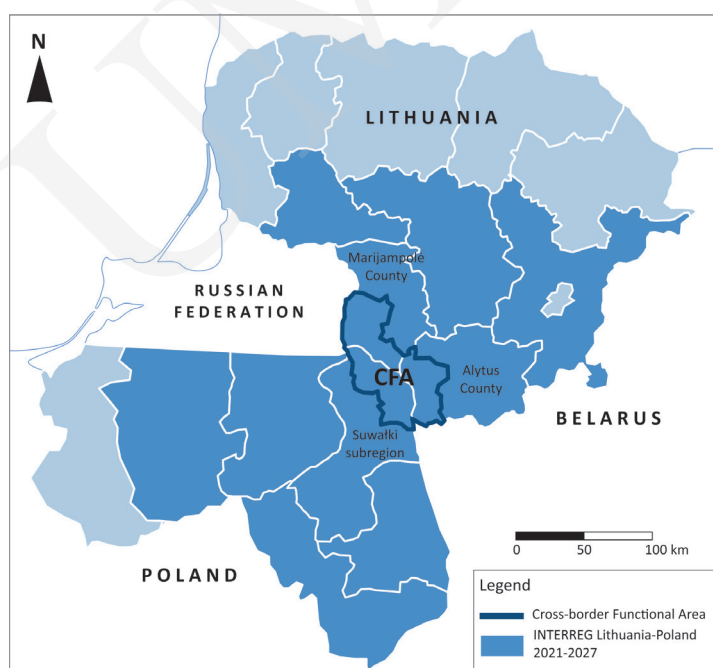 N
LITHUANIA
Marijampolė
County
RUSSIAN
FEDERATION
CFA
Alytus
County
BELARUS
Suwałki
subregion
0 50 100 km
POLAND
Legend
Cross-border Functional Area
INTERREG Lithuania-Poland
2021-2027